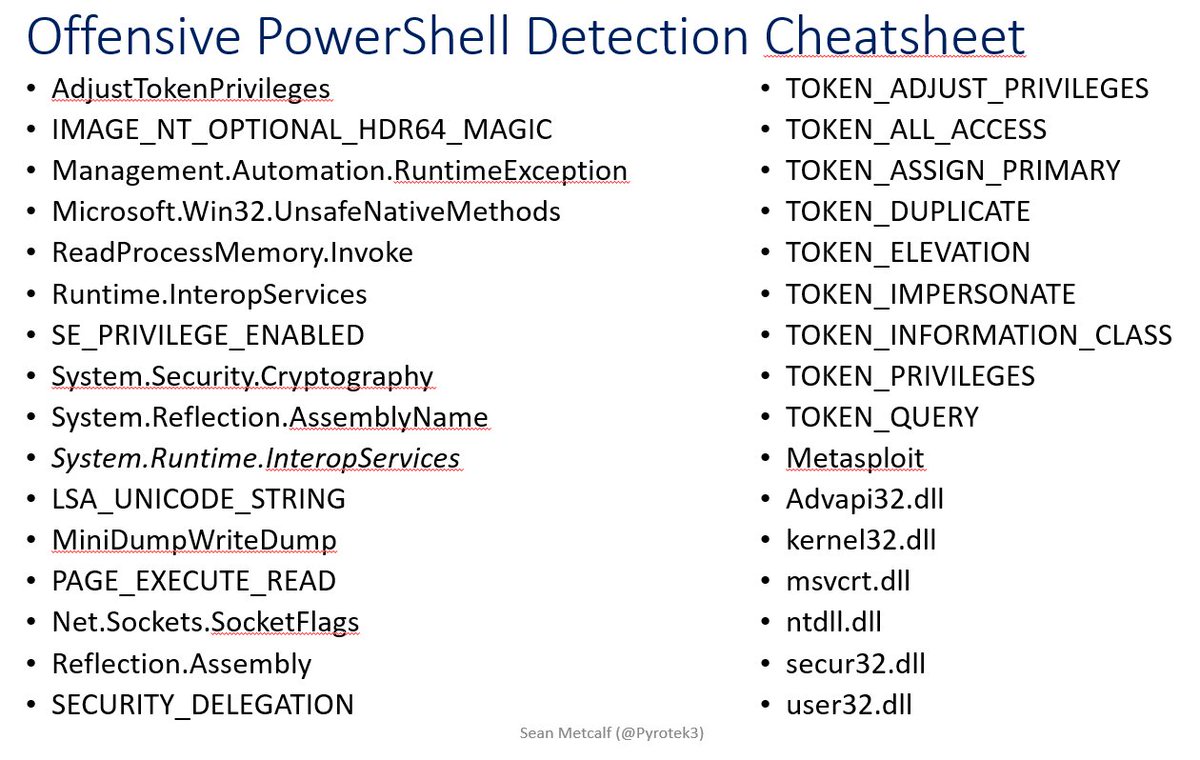 Offensive PowerShell Detection Cheatsheet
• AdjustTokenPrivileges
• IMAGE_NT_OPTIONAL_HDR64_MAGIC
• Management.Automation.RuntimeException
• Microsoft.Win32.UnsafeNativeMethods
• ReadProcessMemory.Invoke
• Runtime.InteropServices
• SE_PRIVILEGE_ENABLED
• System.Security.Cryptography
• System.Reflection.AssemblyName
• System.Runtime.InteropServices
• LSA_UNICODE_STRING
• MiniDumpWriteDump
• PAGE_EXECUTE_READ
• Net.Sockets.SocketFlags
• Reflection.Assembly
• SECURITY_DELEGATION
• TOKEN_ADJUST_PRIVILEGES
• TOKEN_ALL_ACCESS
• TOKEN_ASSIGN_PRIMARY
• TOKEN_DUPLICATE
• TOKEN_ELEVATION
• TOKEN_IMPERSONATE
• TOKEN_INFORMATION_CLASS
• TOKEN_PRIVILEGES
• TOKEN_QUERY
• Metasploit
• Advapi32.dll
• kernel32.dll
• msvcrt.dll
• ntdll.dll
• secur32.dll
• user32.dll
Sean Metcalf (@Pyrotek3)